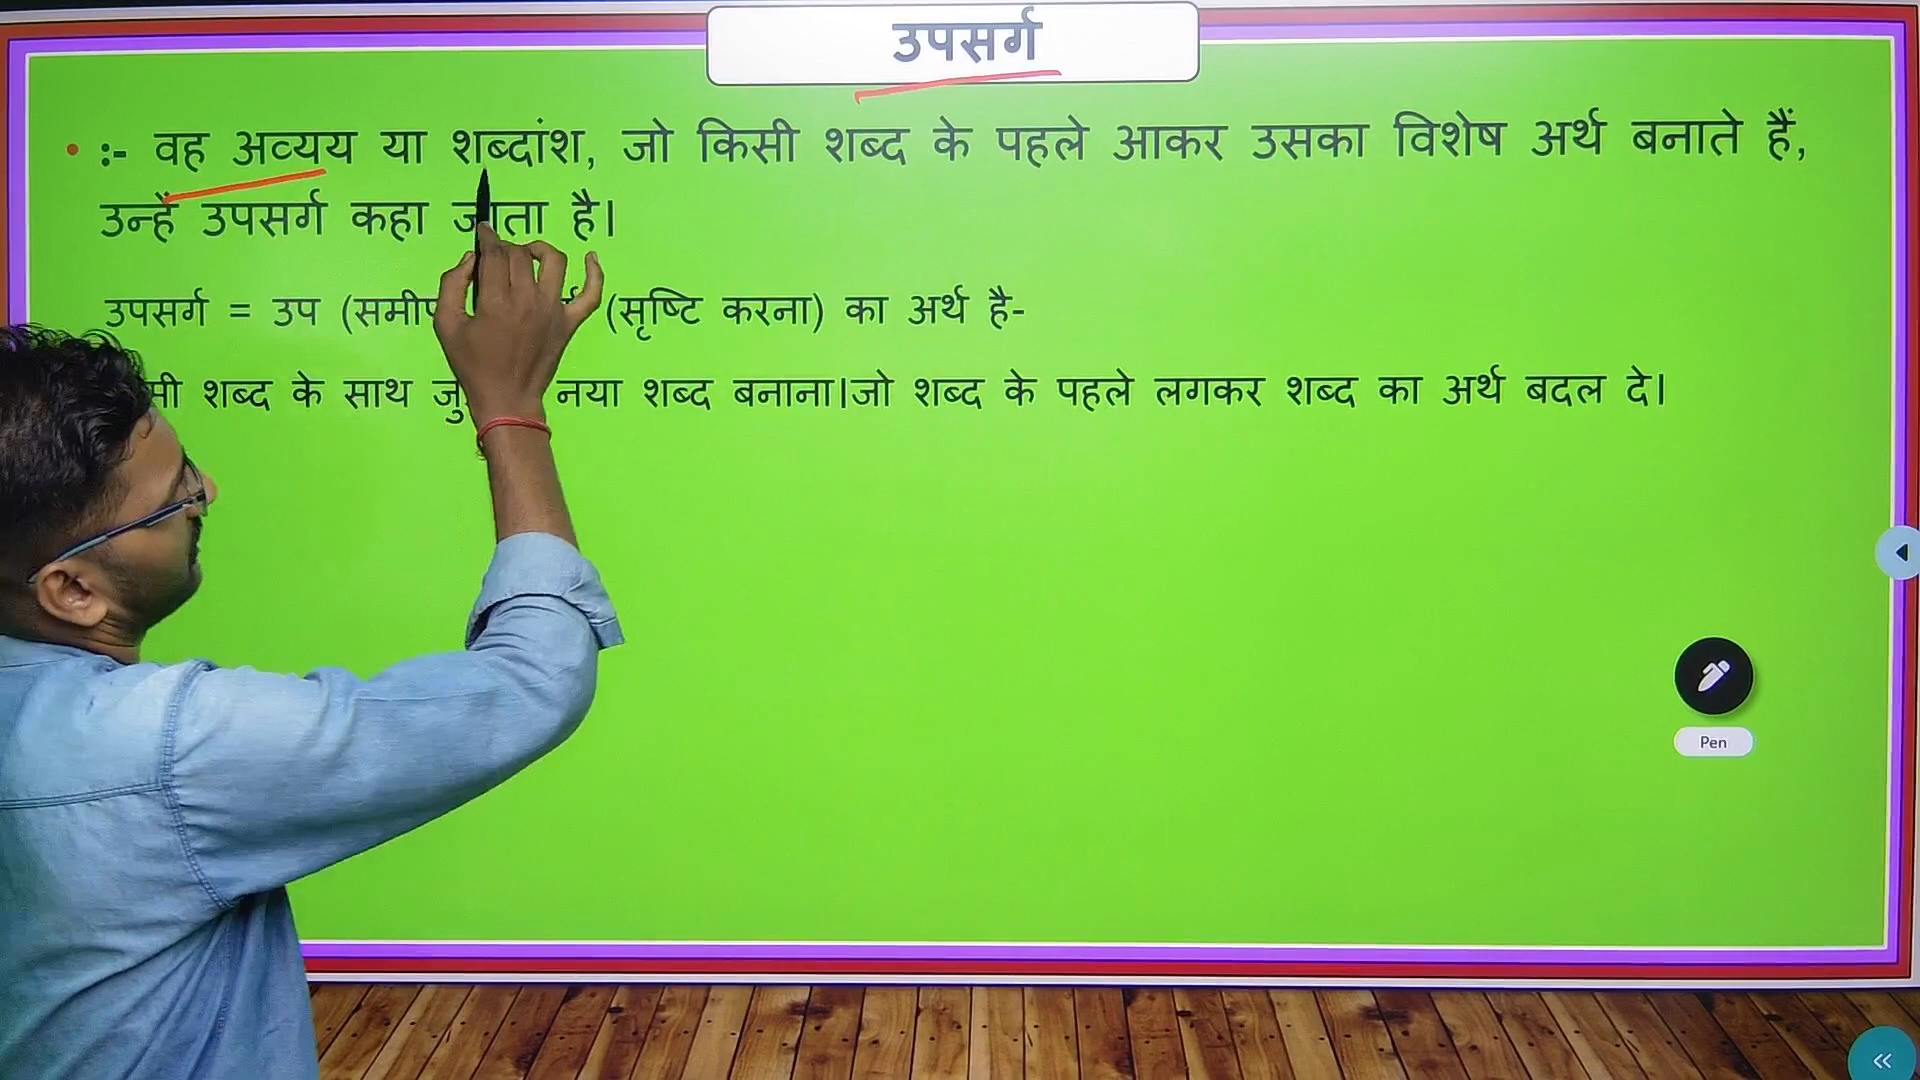 उपसर्ग
:- वह अव्यय या शब्दांश, जो किसी शब्द के पहले आकर उसका विशेष अर्थ बनाते हैं,
उन्हें उपसर्ग कहा जाता है।
उपसर्ग = उप (सृष्टि करना) का अर्थ है-
शब्द के साथ नया शब्द बनाना।जो शब्द के पहले लगकर शब्द का अर्थ बदल दे।
Pen